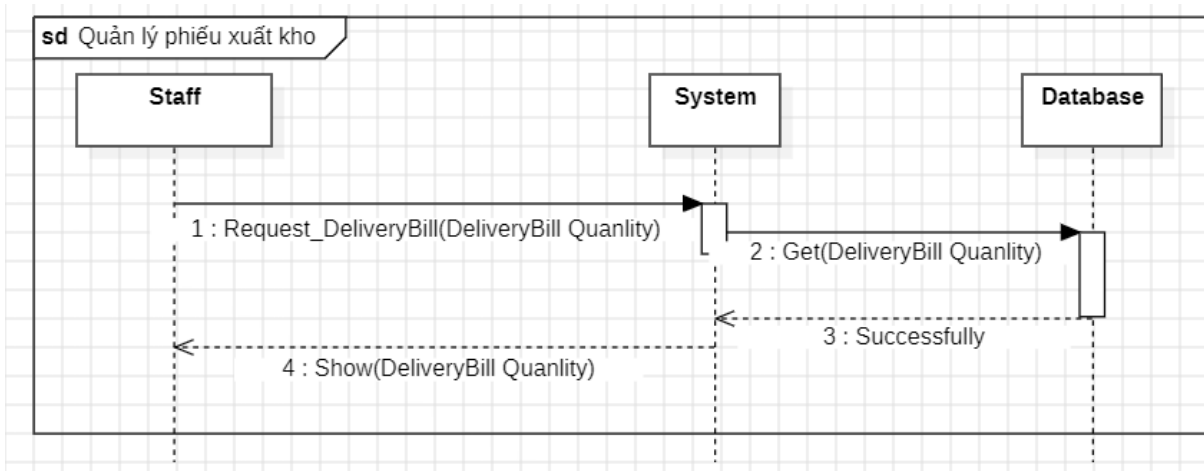 sd Quản lý phiếu xuất kho
Staff
System
Database
1 : Request_DeliveryBill(DeliveryBill Quanlity)
2 : Get(DeliveryBill Quanlity)
3 : Successfully
4 : Show(DeliveryBill Quanlity)